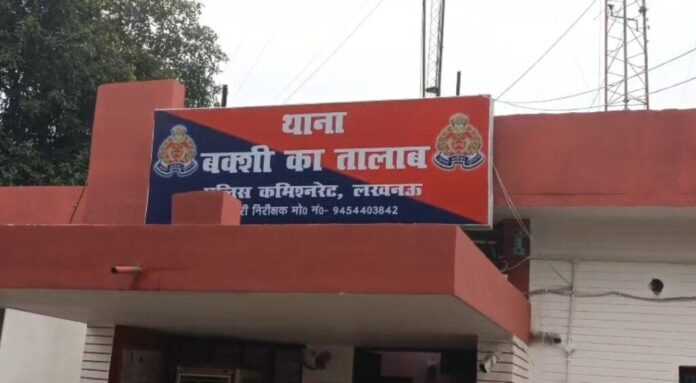 थाना
बक्शी का तालाब
पुलिस कमिश्नरेट, लखनऊ
निरीक्षक मो0 नं0- 9454403842